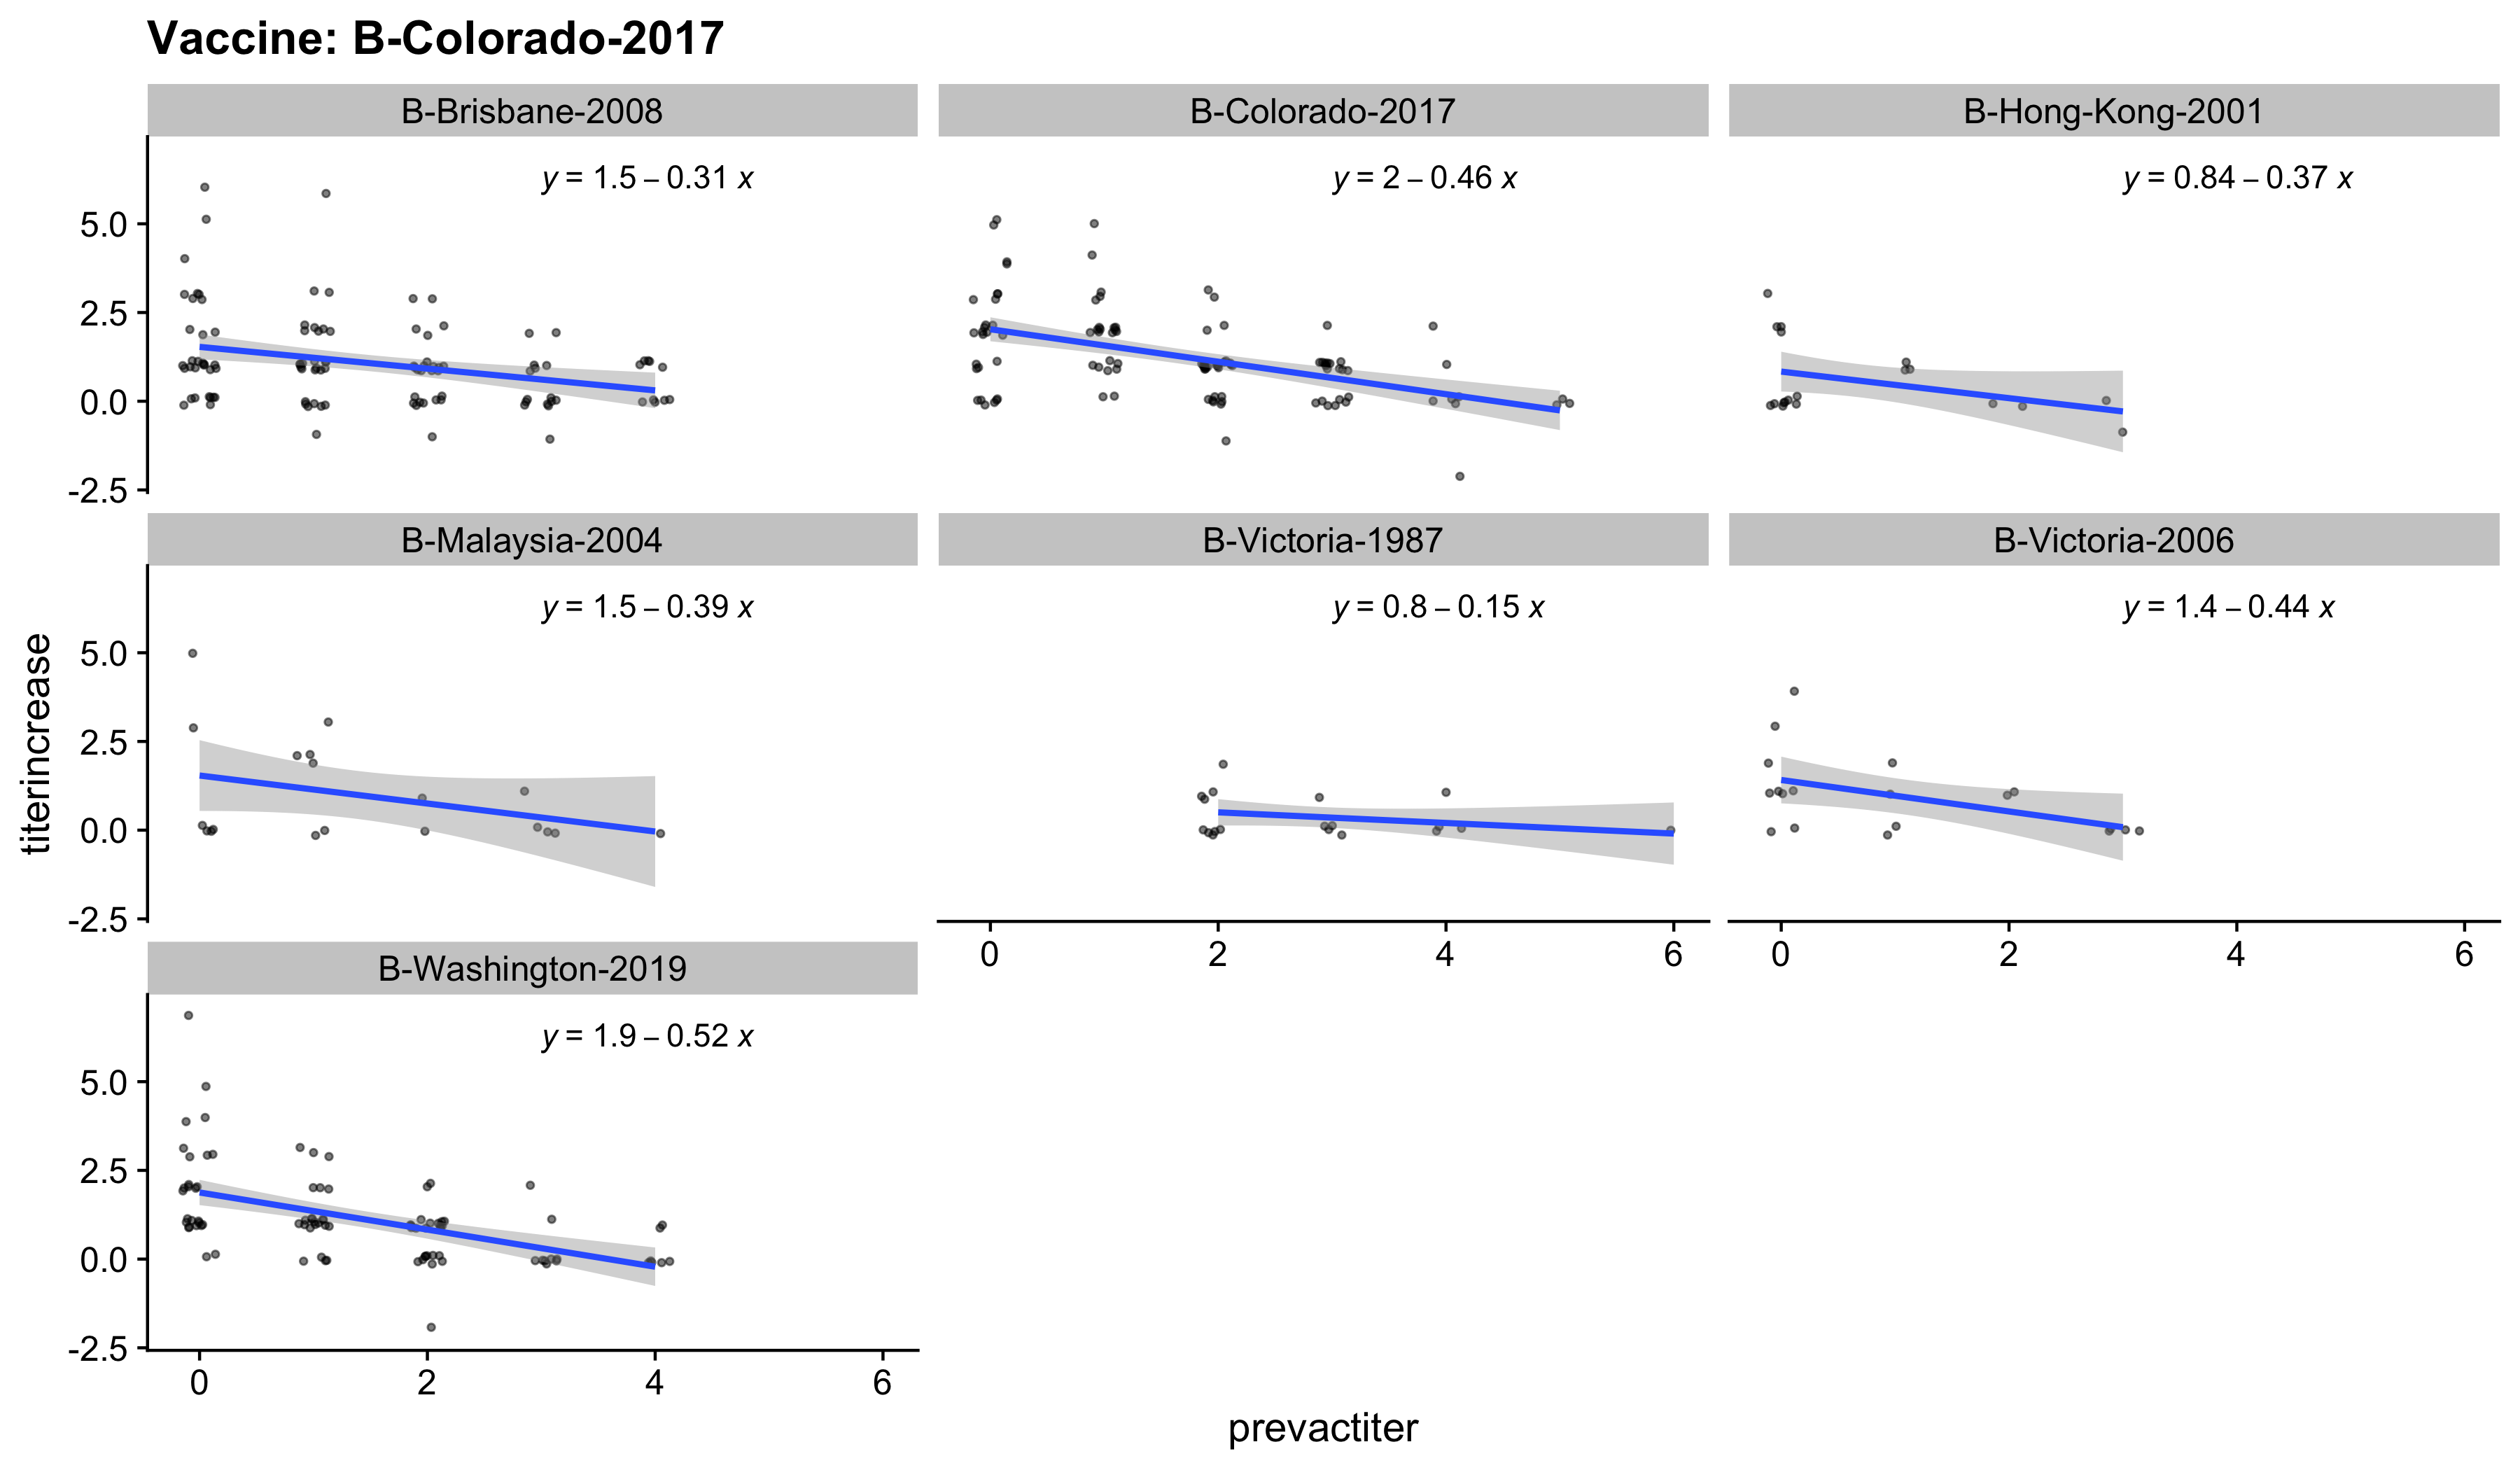 Vaccine: B-Colorado-2017
B-Brisbane-2008
B-Colorado-2017
B-Hong-Kong-2001
y = 1.5 – 0.31 x
y = 2 – 0.46 x
y = 0.84 – 0.37 x
5.0
2.5
0.0
-2.5
B-Malaysia-2004
B-Victoria-1987
B-Victoria-2006
y = 1.5 – 0.39 x
y = 0.8 – 0.15 x
y = 1.4 – 0.44 x
5.0
2.5
0.0
-2.5
titerincrease
0 2 4 6
0 2 4 6
B-Washington-2019
y = 1.9 – 0.52 x
5.0
2.5
0.0
-2.5
0 2 4 6
prevactiter